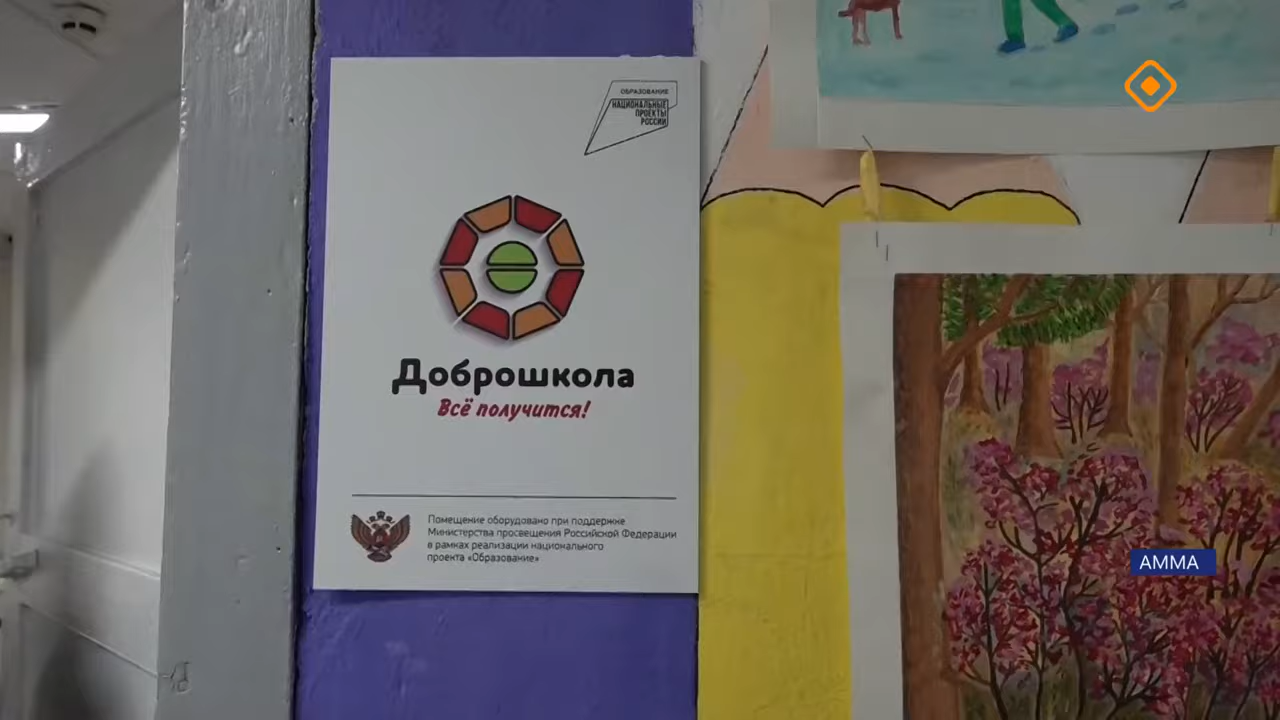 ОБРАЗОВАНИЕ
НАЦИОНАЛЬНЫЕ
ПРОЕКТЫ
РОССИИ
Доброшкола
Всё получится!
Помещение оборудовано при поддержке
Министерства просвещения Российской Федерации
в рамках реализации национального
проекта «Образование»
АММА